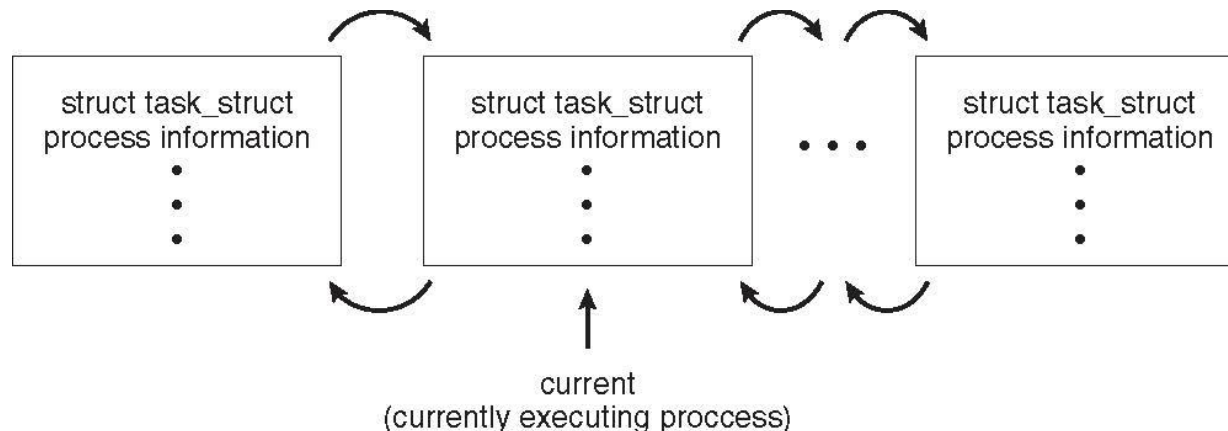 struct task_struct
process information
struct task_struct
process information
struct task_struct
process information
current
(currently executing proccess)